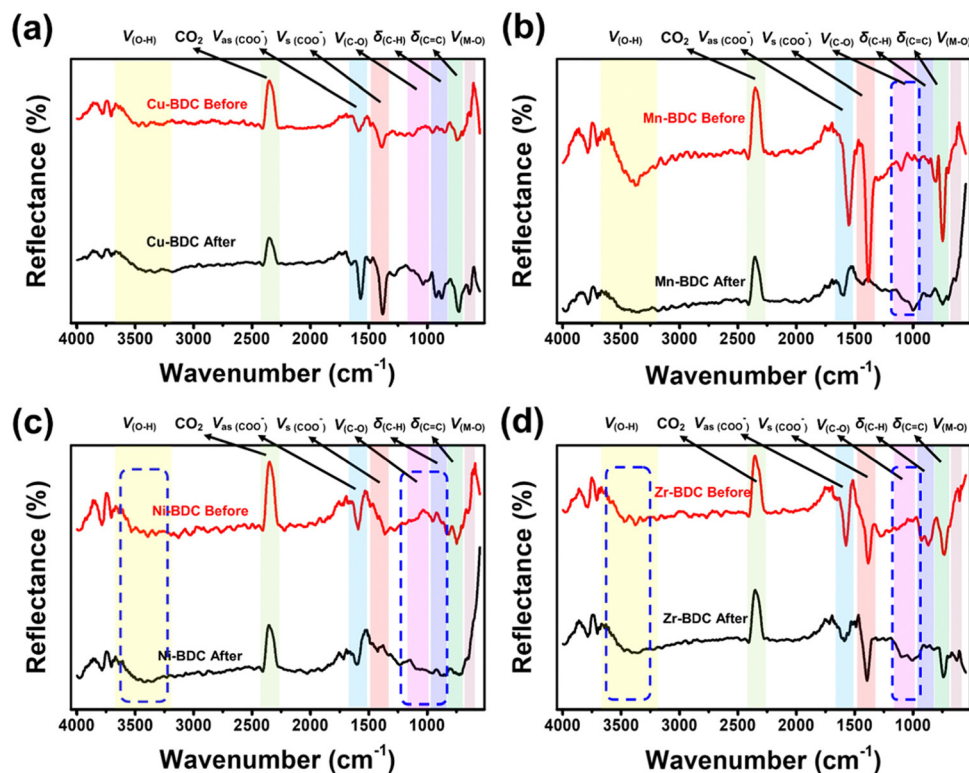 (a)
V(O-H) CO2 Vas (COO-) Vs (COO-) V(C-O) δ(C-H) δ(C=C) V(M-O)
Cu-BDC Before
Cu-BDC After
Reflectance (%)
4000 3500 3000 2500 2000 1500 1000
Wavenumber (cm-1)
(b)
V(O-H) CO2 Vas (COO-) Vs (COO-) V(C-O) δ(C-H) δ(C=C) V(M-O)
Mn-BDC Before
Mn-BDC After
Reflectance (%)
4000 3500 3000 2500 2000 1500 1000
Wavenumber (cm-1)
(c)
V(O-H) CO2 Vas (COO-) Vs (COO-) V(C-O) δ(C-H) δ(C=C) V(M-O)
Ni-BDC Before
Ni-BDC After
Reflectance (%)
4000 3500 3000 2500 2000 1500 1000
Wavenumber (cm-1)
(d)
V(O-H) CO2 Vas (COO-) Vs (COO-) V(C-O) δ(C-H) δ(C=C) V(M-O)
Zr-BDC Before
Zr-BDC After
Reflectance (%)
4000 3500 3000 2500 2000 1500 1000
Wavenumber (cm-1)